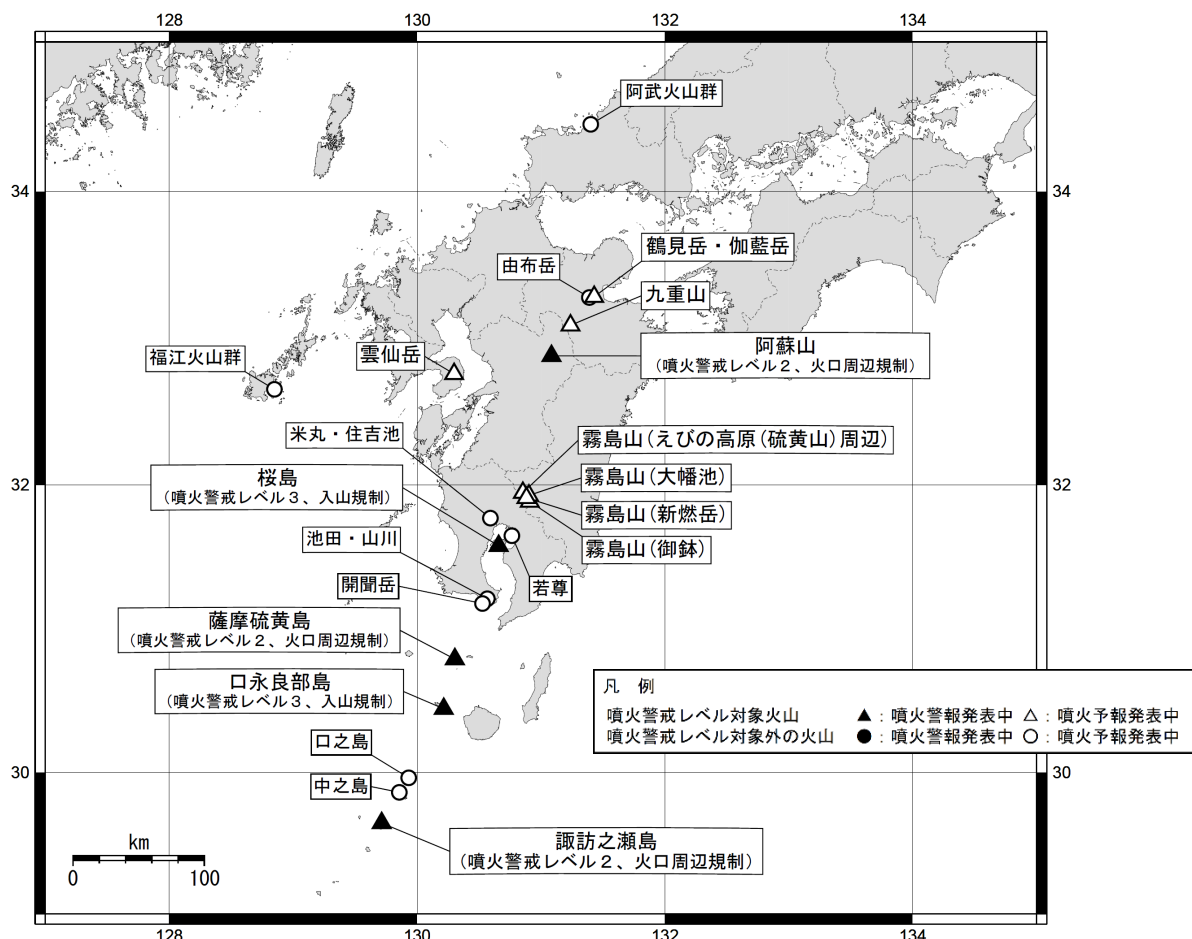 130
132
134
128
阿武火山群
34
鶴見岳・伽藍岳
由布岳
九重山
阿蘇山
(噴火警戒レベル2、火口周辺規制)
雲仙岳
福江火山群
米丸・住吉池
霧島山(えびの高原(硫黄山)周辺)
桜島
(噴火警戒レベル3、入山規制)
32
32
霧島山(大幡池)
霧島山(新燃岳)
霧島山(御鉢)
池田・山川
若尊
開聞岳
薩摩硫黄島
(噴火警戒レベル2、火口周辺規制)
口永良部島
(噴火警戒レベル3、入山規制)
凡 例
噴火警戒レベル対象火山 ▲:噴火警報発表中 △:噴火予報発表中
噴火警戒レベル対象外の火山 ●:噴火警報発表中 ○:噴火予報発表中
口之島
30
30
中之島
諏訪之瀬島
(噴火警戒レベル2、火口周辺規制)
km
0 100
128
130
132
134